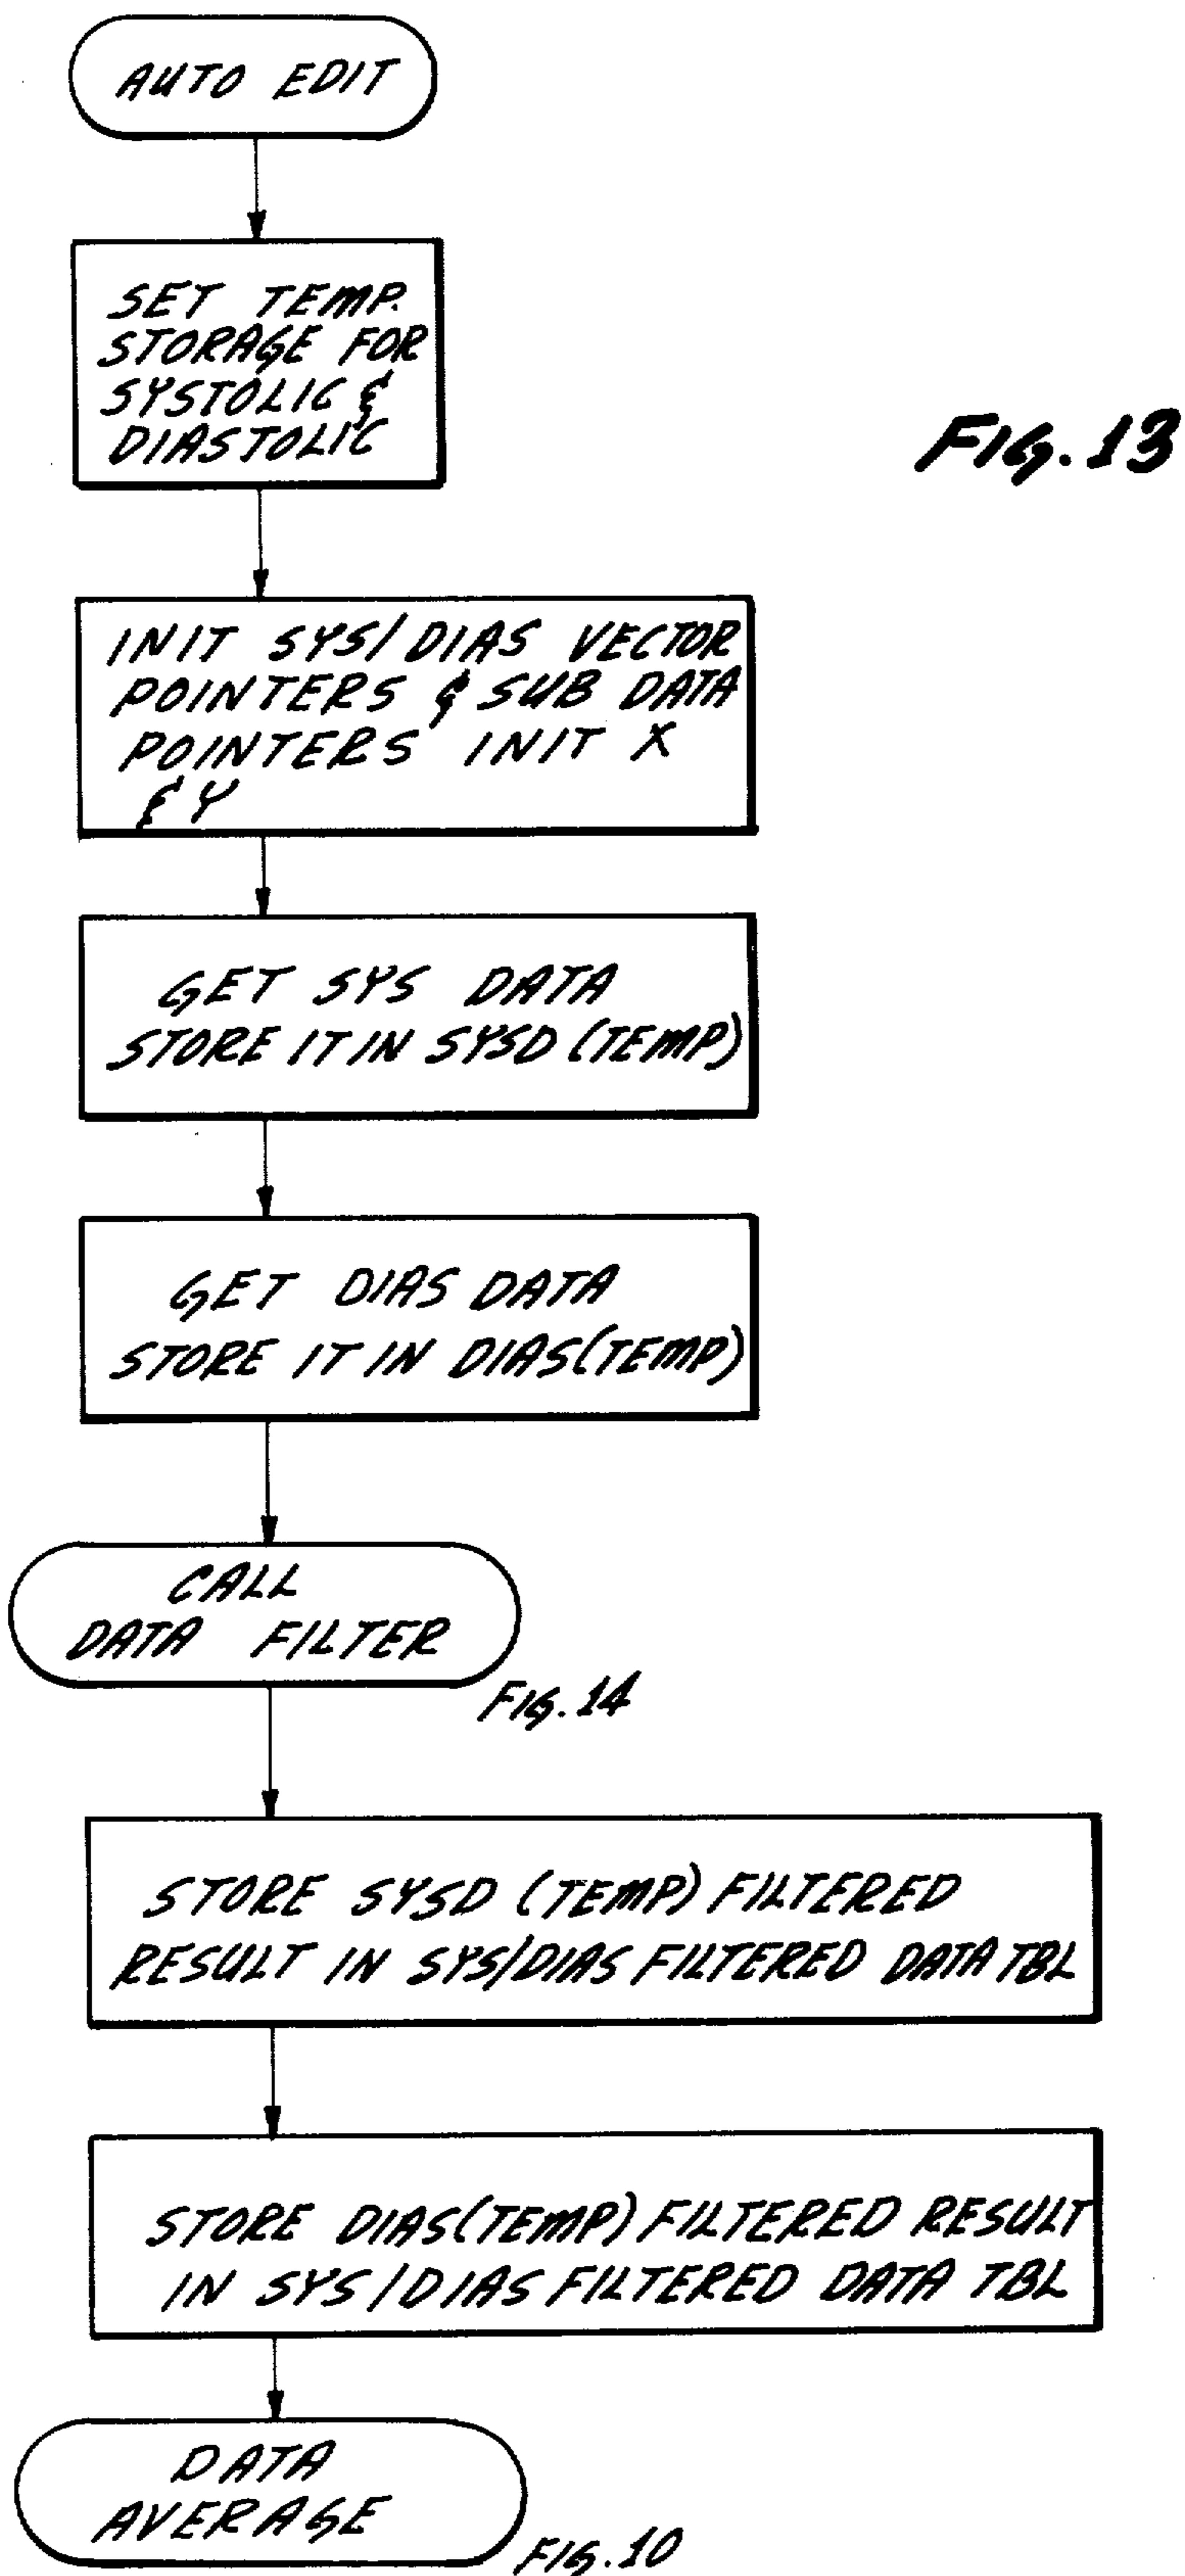 AUTO EDIT
SET TEMP.
STORAGE FOR
SYSTOLIC &
DIASTOLIC
FIG. 13
INIT SYS/DIAS VECTOR
POINTERS & SUB DATA
POINTERS INIT X
& Y
GET SYS DATA
STORE IT IN SYSD (TEMP)
GET DIAS DATA
STORE IT IN DIAS(TEMP)
CALL
DATA FILTER
FIG. 14
STORE SYSD (TEMP) FILTERED
RESULT IN SYS/DIAS FILTERED DATA TBL
STORE DIAS(TEMP) FILTERED RESULT
IN SYS/DIAS FILTERED DATA TBL
DATA
AVERAGE
FIG. 10